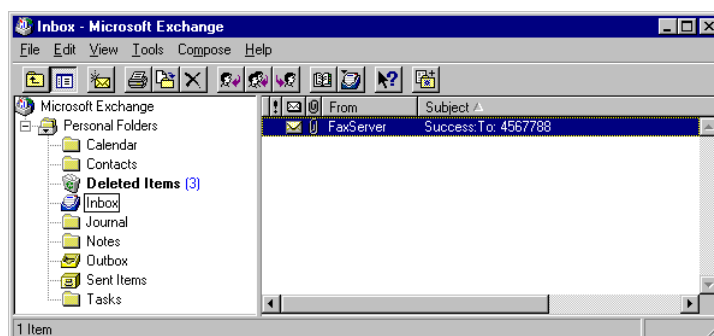 Inbox - Microsoft Exchange
File Edit View Tools Compose Help
Microsoft Exchange
Personal Folders
Calendar
Contacts
Deleted Items (3)
Inbox
Journal
Notes
Outbox
Sent Items
Tasks
! From Subject
FaxServer Success:To: 4567788
1 Item